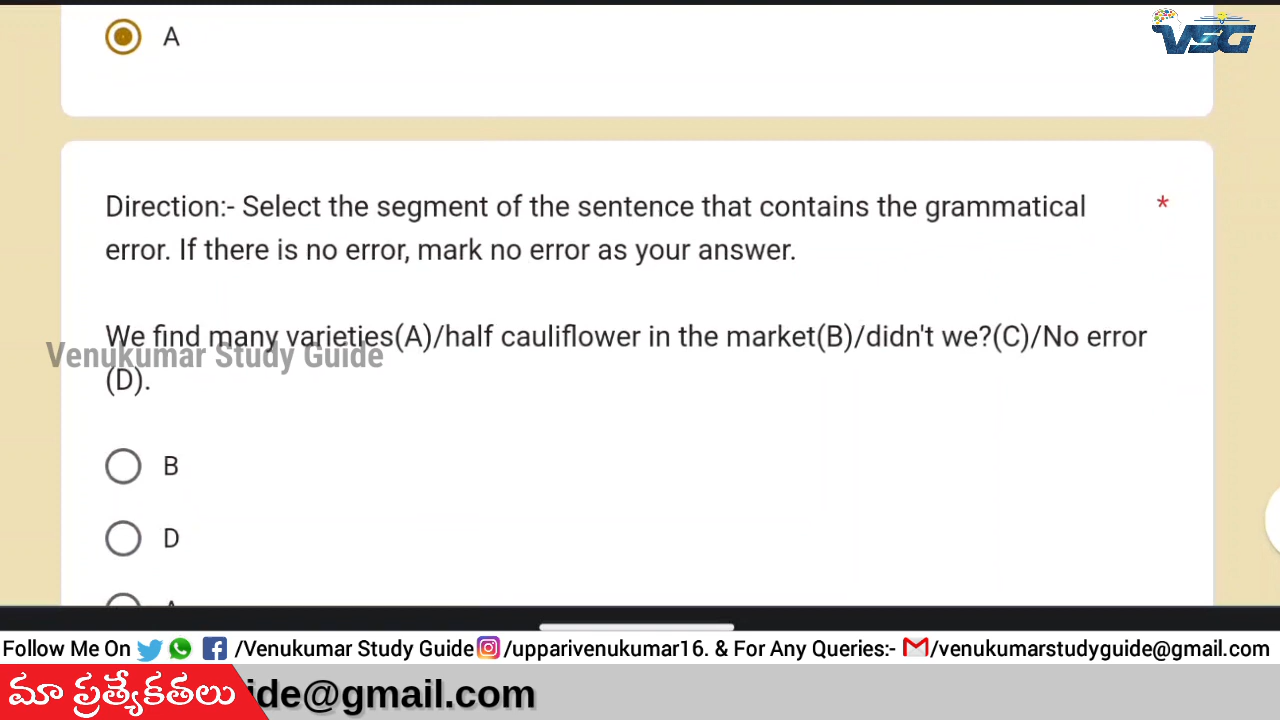 A
VSG
Direction:- Select the segment of the sentence that contains the grammatical *
error. If there is no error, mark no error as your answer.
We find many varieties(A)/half cauliflower in the market(B)/didn't we?(C)/No error
Venukumar Study Guide
(D).
B
D
Follow Me On /Venukumar Study Guide /upparivenukumar16. & For Any Queries:- /venukumarstudyguide@gmail.com
మా ప్రత్యేకతలు ide@gmail.com